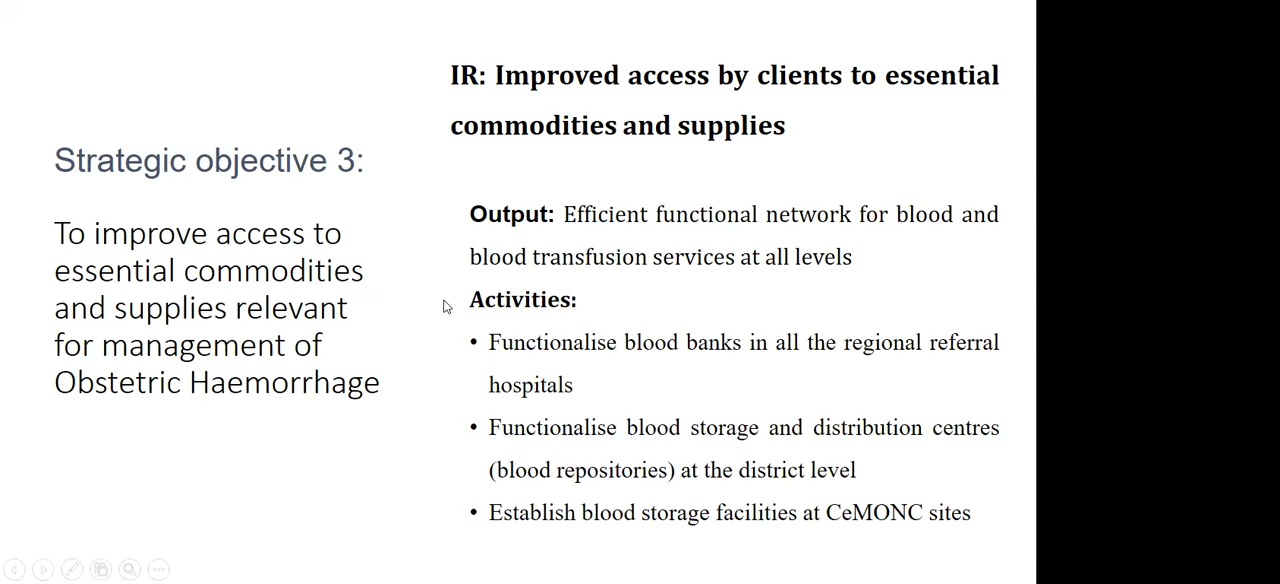 Strategic objective 3:
To improve access to
essential commodities
and supplies relevant
for management of
Obstetric Haemorrhage
IR: Improved access by clients to essential
commodities and supplies
Output: Efficient functional network for blood and
blood transfusion services at all levels
Activities:
• Functionalise blood banks in all the regional referral
hospitals
• Functionalise blood storage and distribution centres
(blood repositories) at the district level
• Establish blood storage facilities at CeMONC sites